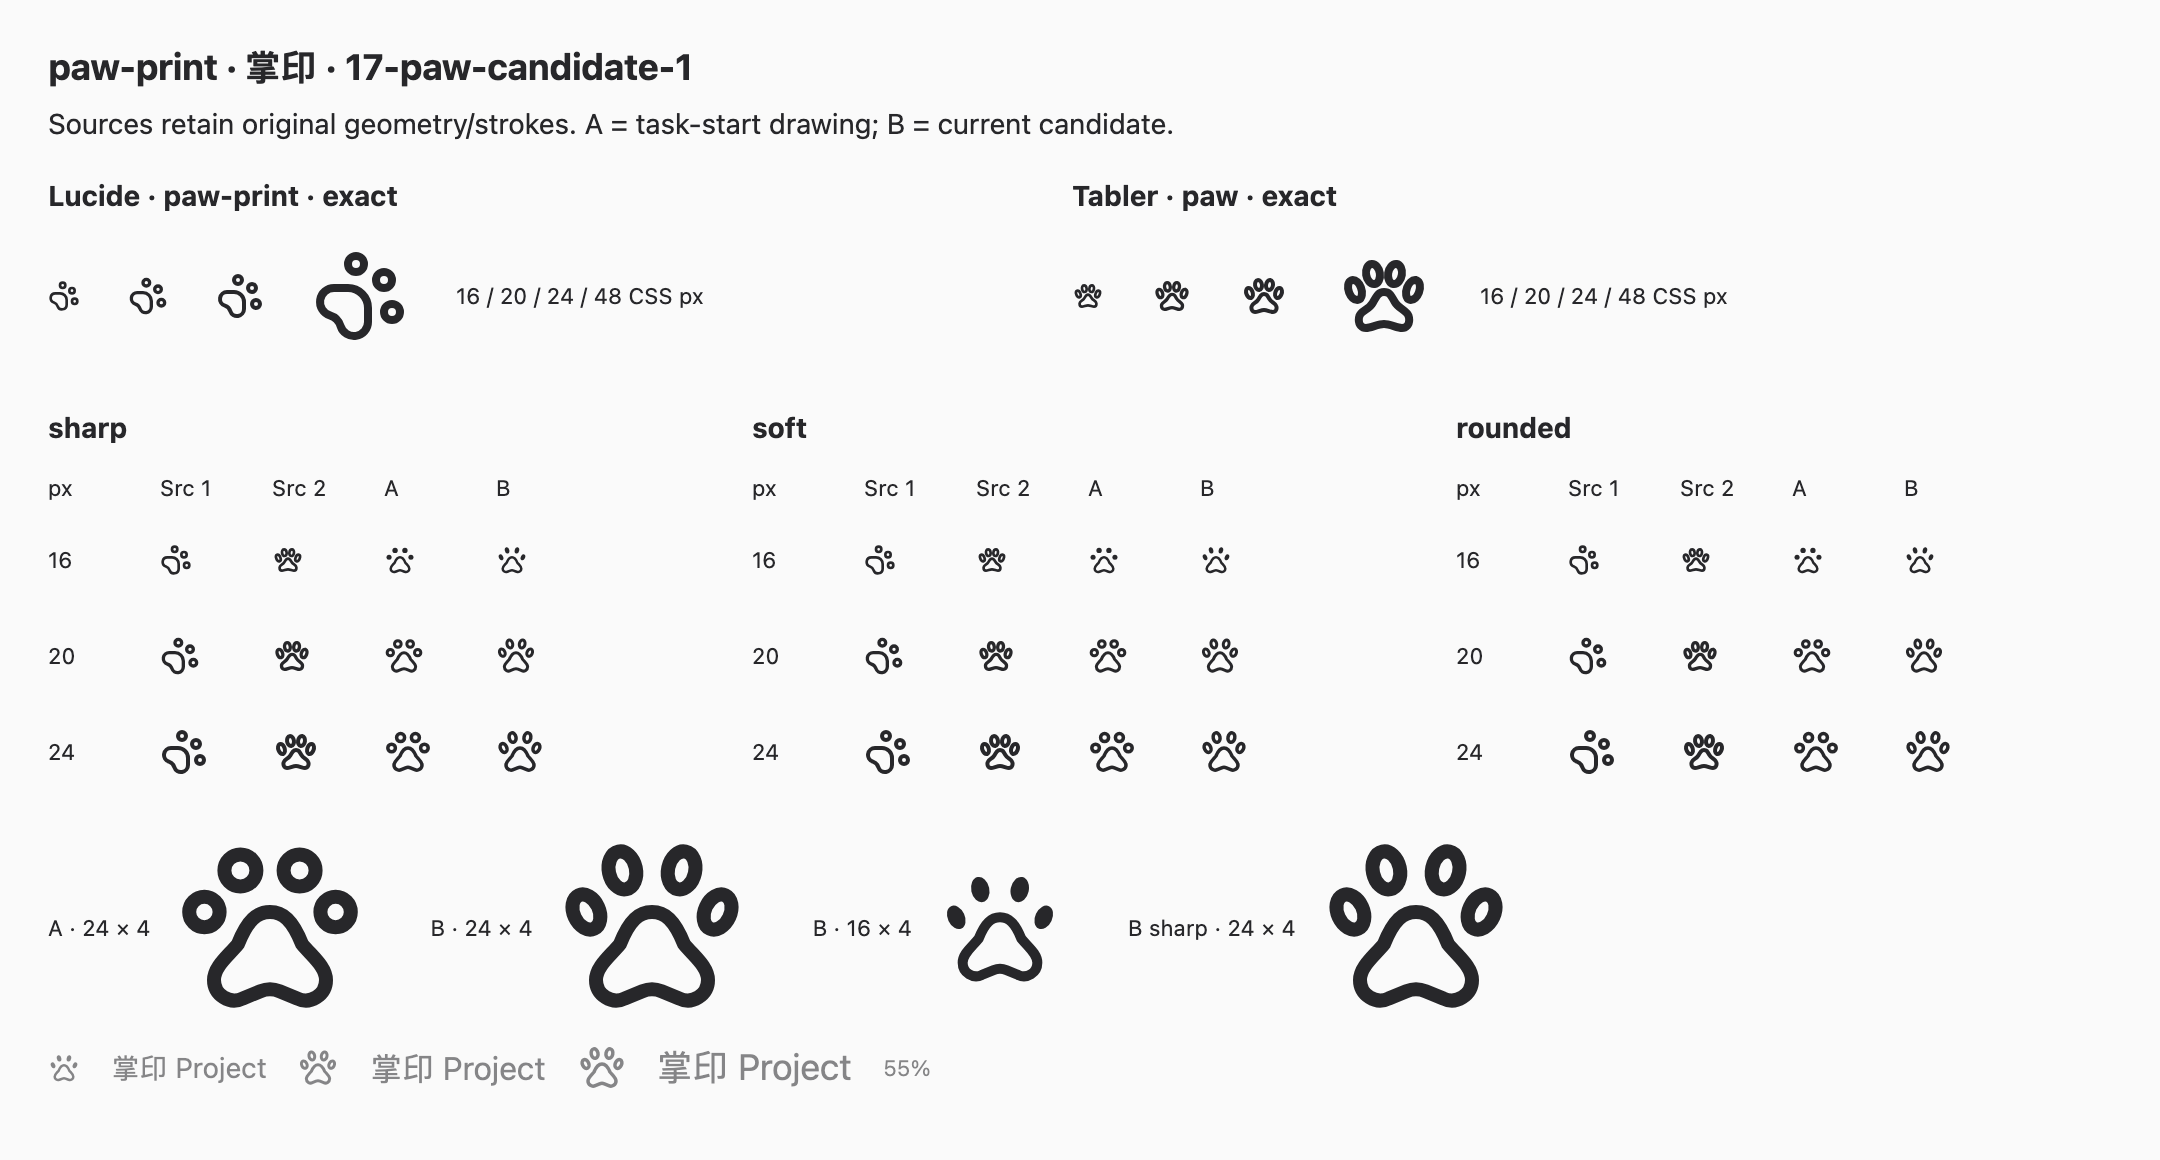 paw-print · 掌印 · 17-paw-candidate-1
Sources retain original geometry/strokes. A = task-start drawing; B = current candidate.
Lucide · paw-print · exact
Tabler · paw · exact
16 / 20 / 24 / 48 CSS px
16 / 20 / 24 / 48 CSS px
sharp
px Src 1 Src 2 A B
16
20
24
soft
px Src 1 Src 2 A B
16
20
24
rounded
px Src 1 Src 2 A B
16
20
24
A · 24 × 4
B · 24 × 4
B · 16 × 4
B sharp · 24 × 4
掌印 Project 掌印 Project 掌印 Project 55%